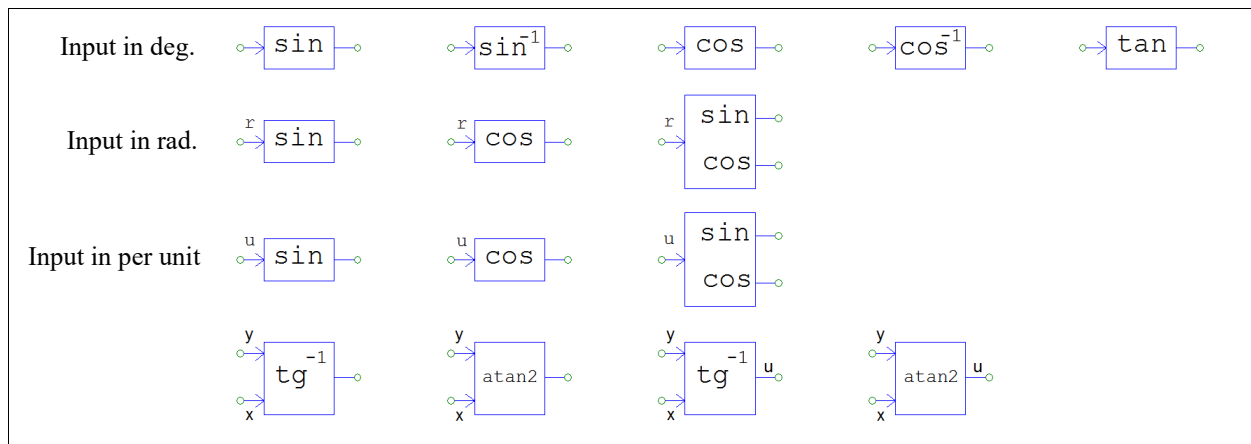 Input in deg. sin sin-1 cos cos-1 tan
r r r sin
Input in rad. sin cos
cos
u u u sin
Input in per unit sin cos
cos
y y y y
tg-1 atan2 tg-1 u atan2 u
x x x x